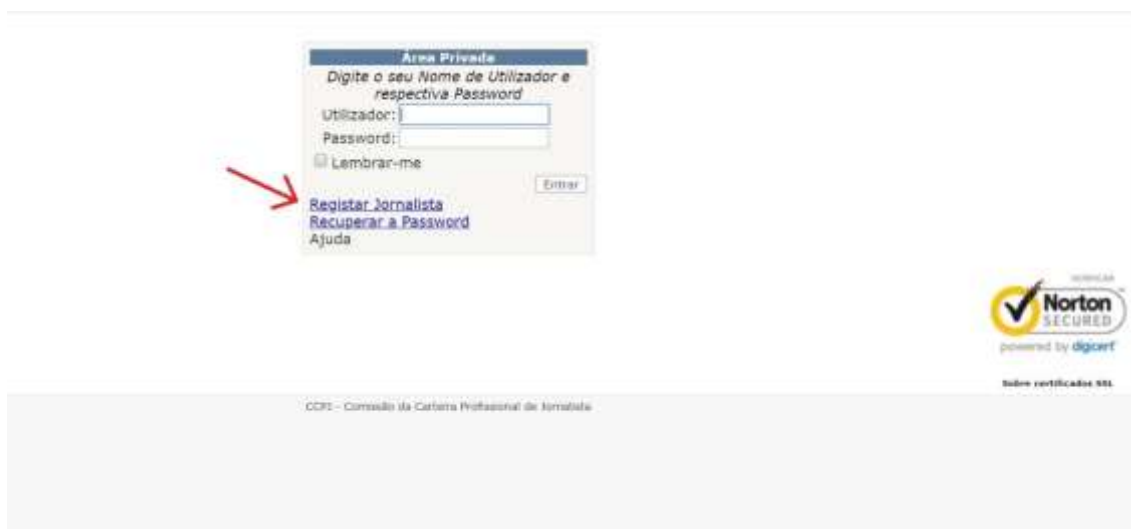 Área Privada
Digite o seu Nome de Utilizador e
respectiva Password
Utilizador:
Password:
Lembrar-me
Entrar
Registar Jornalista
Recuperar a Password
Ajuda
VERIFICAR
Norton
SECURED
powered by digicert
Sobre certificados SSL
CCPJ - Comissão da Carteira Profissional de Jornalista